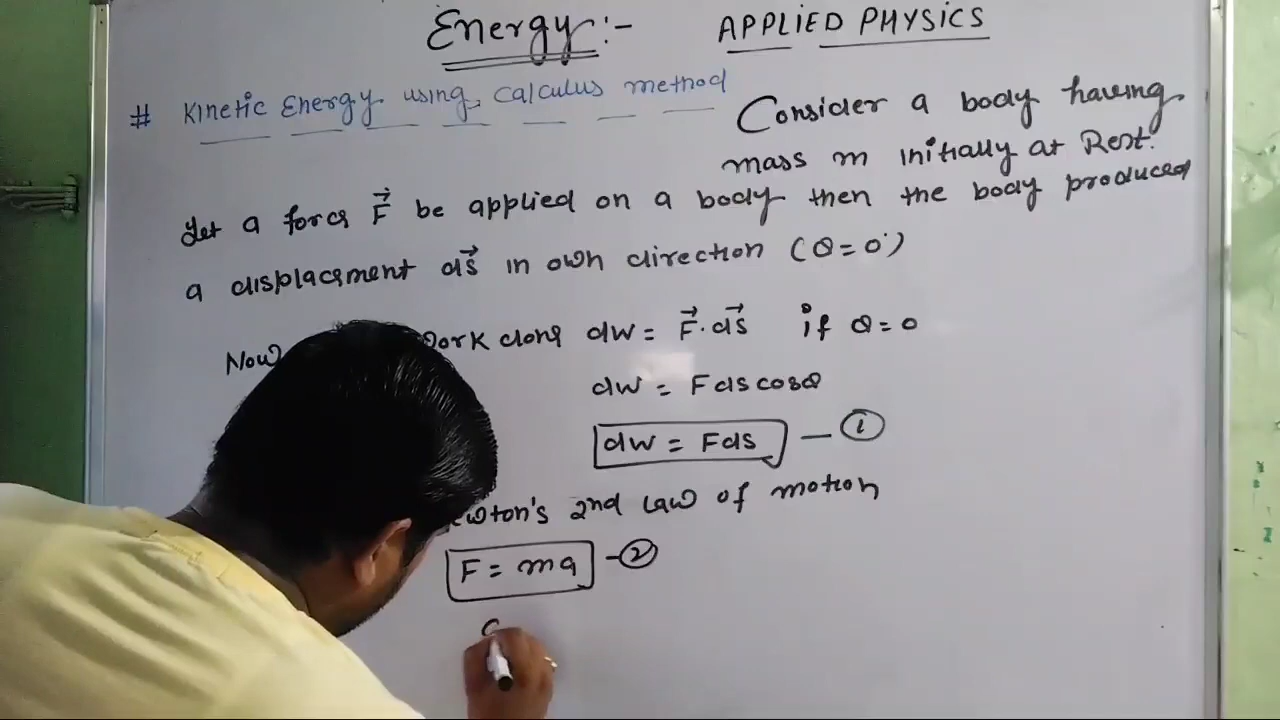 Energy:- APPLIED PHYSICS
# Kinetic Energy using calculus method
Consider a body having
mass m initially at Rest.
Let a force F⃗ be applied on a body then the body produced
a displacement ds⃗ in own direction (θ=0°)
Now work done dw = F⃗.ds⃗ if θ=0
dw = Fds cosθ
dw = Fds — ①
Newton's 2nd law of motion
F = ma -②